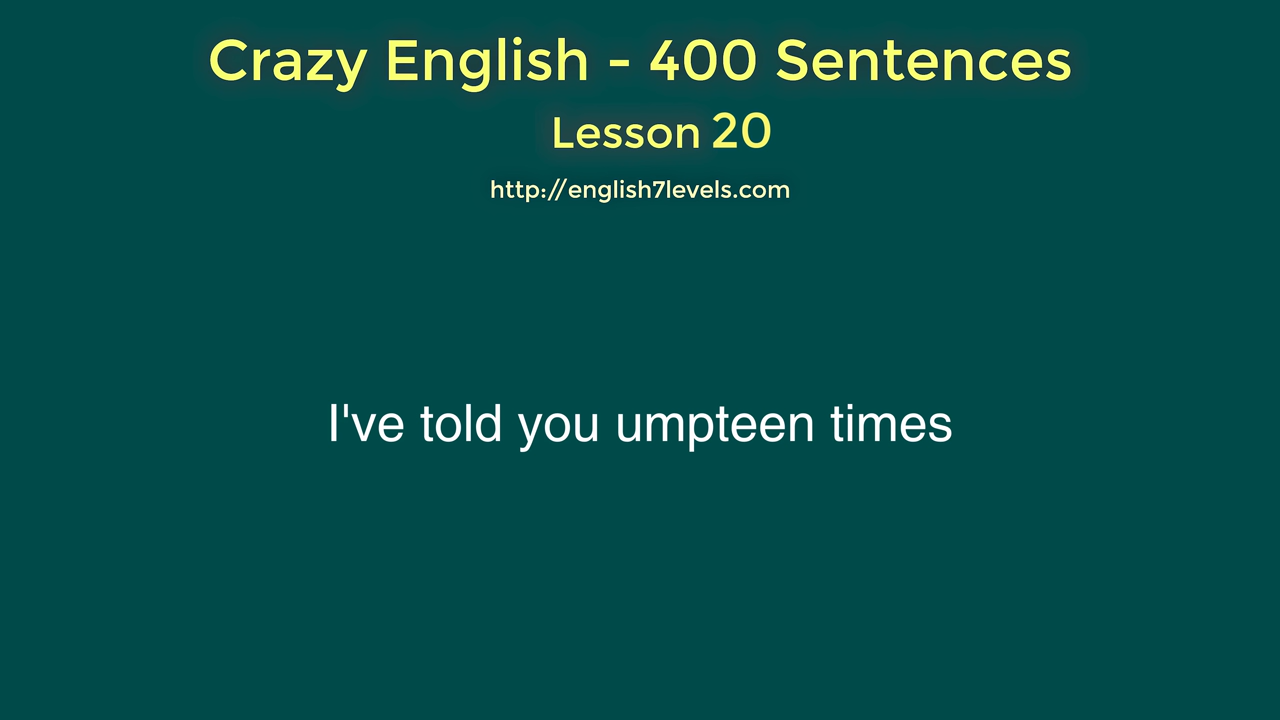 Crazy English - 400 Sentences
Lesson 20
http://english7levels.com
I've told you umpteen times